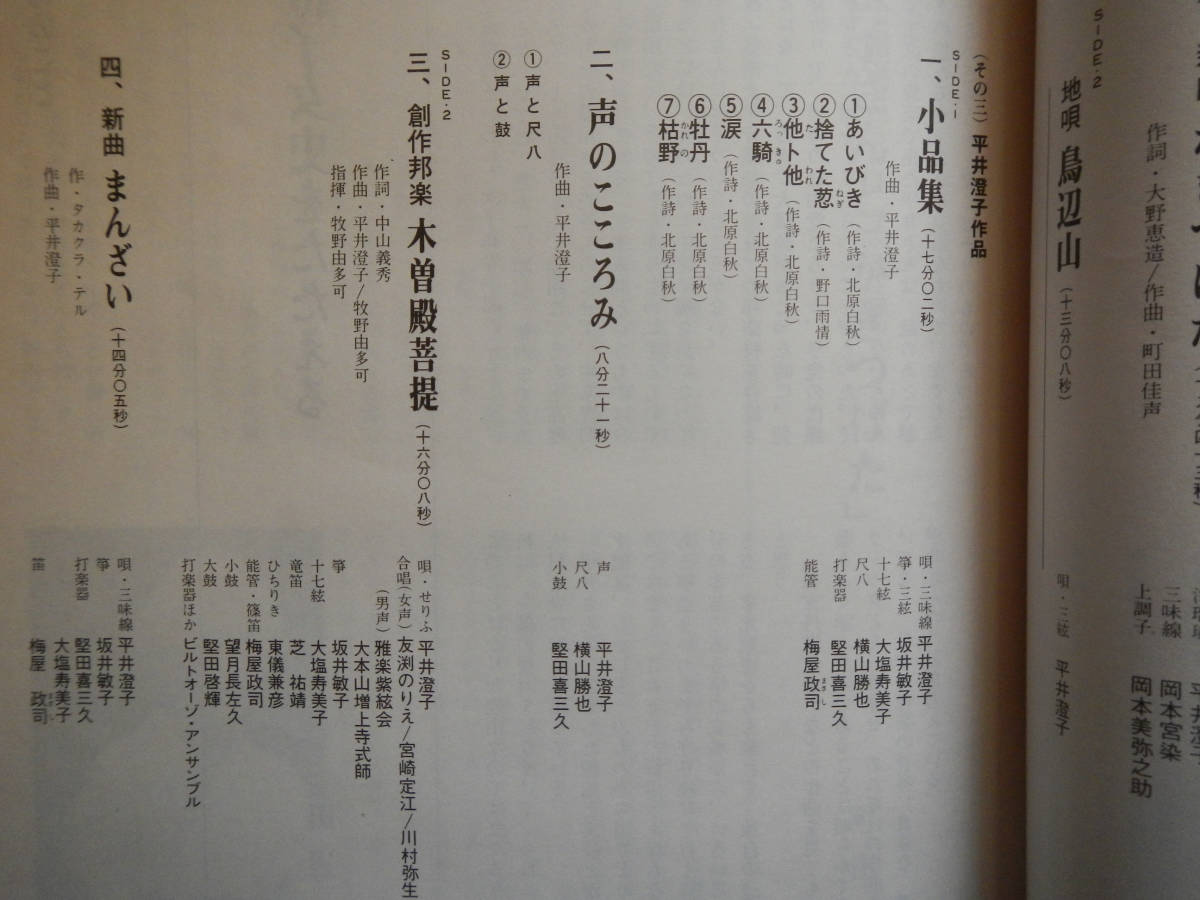 SIDE・2
地唄 鳥辺山（十三分〇八秒）
作詞・大野恵造/作曲・町田佳声
唄・三絃 平井澄子
三味線 岡本宮染
上調子 岡本美弥之助
（その三）平井澄子作品
SIDE・1
一、小品集（十七分〇二秒）
作曲・平井澄子
①あいびき（作詩・北原白秋）
②捨てた葱（作詩・野口雨情）
ねぎ
③他ト他（作詩・北原白秋）
た われ
④六騎（作詩・北原白秋）
ろっきゅ
⑤涙（作詩・北原白秋）
⑥牡丹（作詩・北原白秋）
⑦枯野（作詩・北原白秋）
かれの
唄・三味線 平井澄子
箏・三絃 坂井敏子
十七絃 大塩寿美子
尺八 横山勝也
打楽器 堅田喜三久
能管 梅屋政司
まさし
二、声のこころみ（八分二十一秒）
作曲・平井澄子
①声と尺八
②声と鼓
声 平井澄子
尺八 横山勝也
小鼓 堅田喜三久
SIDE・2
三、創作邦楽 木曽殿菩提（十六分〇八秒）
作詞・中山義秀
作曲・平井澄子/牧野由多可
指揮・牧野由多可
唄・せりふ 平井澄子
合唱（女声）友渕のりえ/宮崎定江/川村弥生
（男声）雅楽紫絃会
大本山増上寺式師
箏 坂井敏子
十七絃 大塩寿美子
竜笛 芝 祐靖
ひちりき 東儀兼彦
能管・篠笛 梅屋政司
小鼓 望月長左久
大鼓 堅田啓輝
打楽器ほか ビルトオーゾ・アンサンブル
四、新曲 まんざい（十四分〇五秒）
作・タカクラ・テル
作曲・平井澄子
唄・三味線 平井澄子
箏 坂井敏子
打楽器 堅田喜三久
大塩寿美子
笛 梅屋 政司
まさし